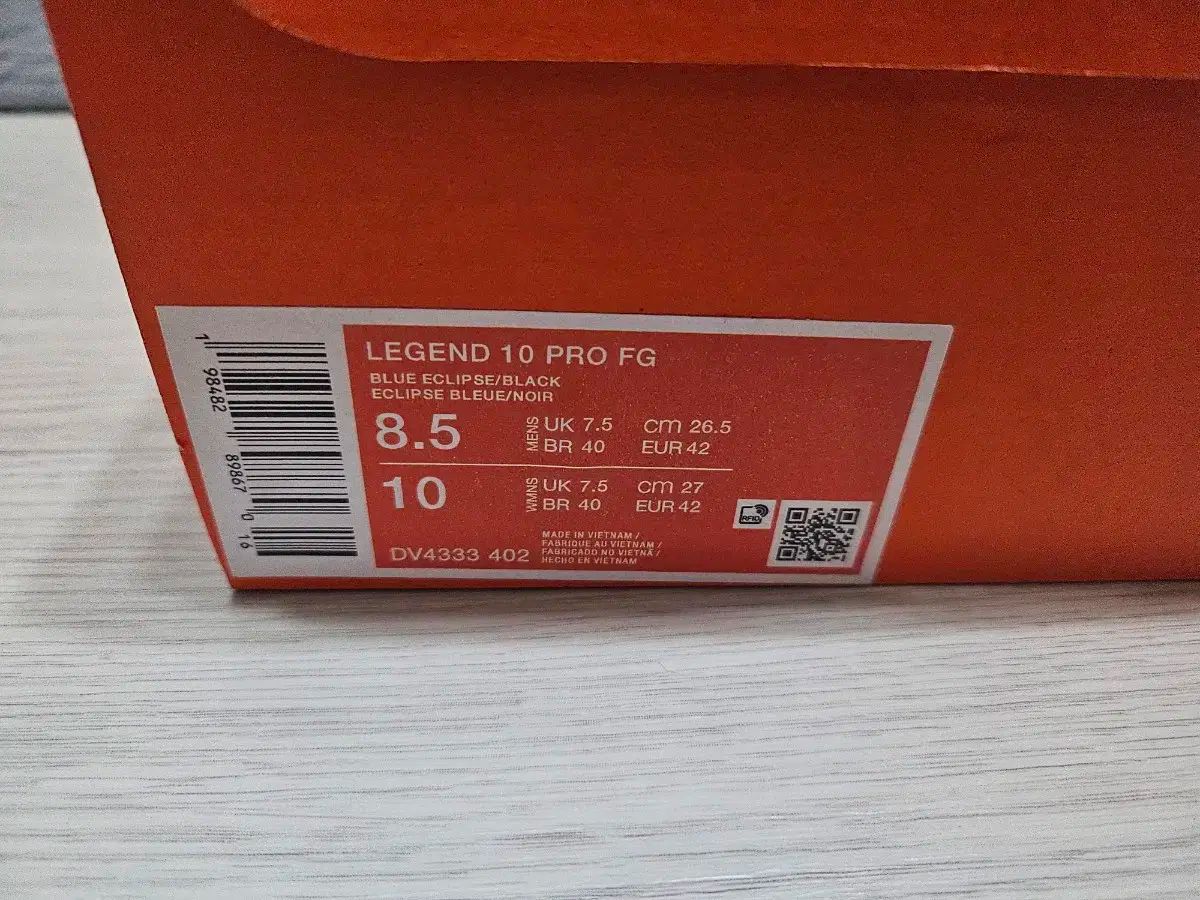 LEGEND 10 PRO FG
BLUE ECLIPSE/BLACK
ECLIPSE BLEUE/NOIR
8.5 MENS UK 7.5 cm 26.5
BR 40 EUR 42
10 WMNS UK 7.5 cm 27
BR 40 EUR 42
RFID
DV4333 402
MADE IN VIETNAM /
FABRIQUE AU VIETNAM /
FABRICADO NO VIETNÃ /
HECHO EN VIETNAM
1 98482 89867 0 16